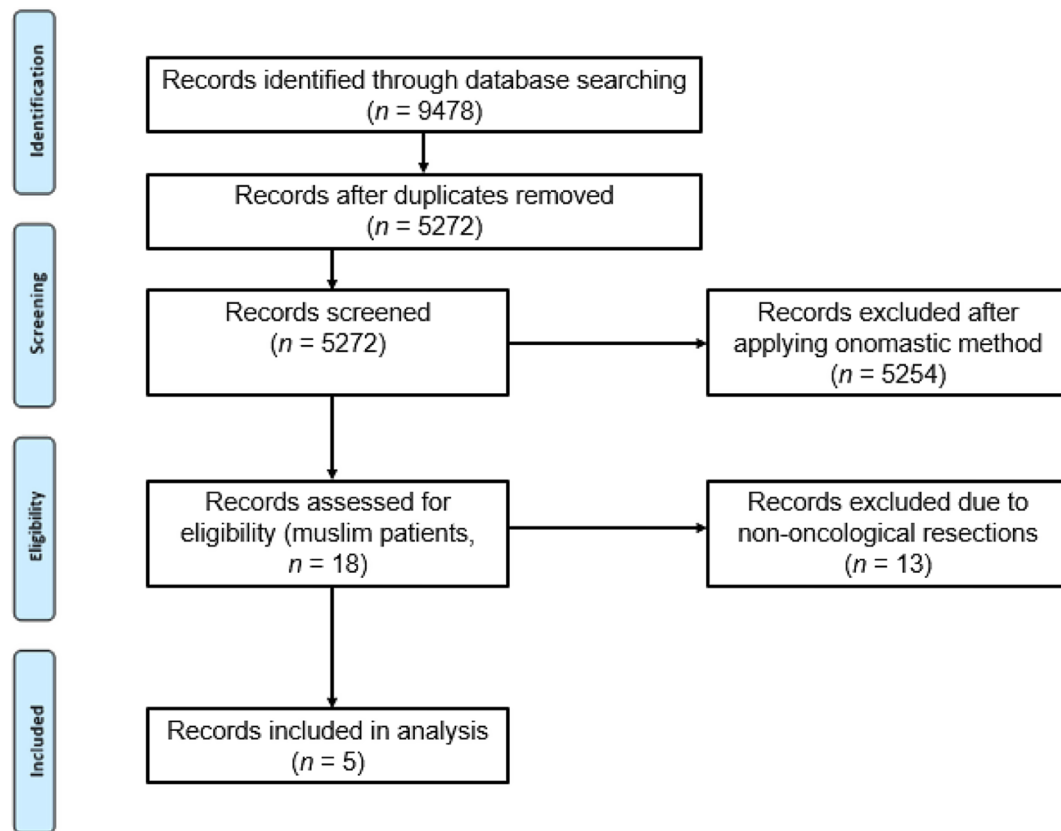 Identification
Records identified through database searching
(n = 9478)
Records after duplicates removed
(n = 5272)
Screening
Records screened
(n = 5272)
Records excluded after
applying onomastic method
(n = 5254)
Eligibility
Records assessed for
eligibility (muslim patients,
n = 18)
Records excluded due to
non-oncological resections
(n = 13)
Included
Records included in analysis
(n = 5)